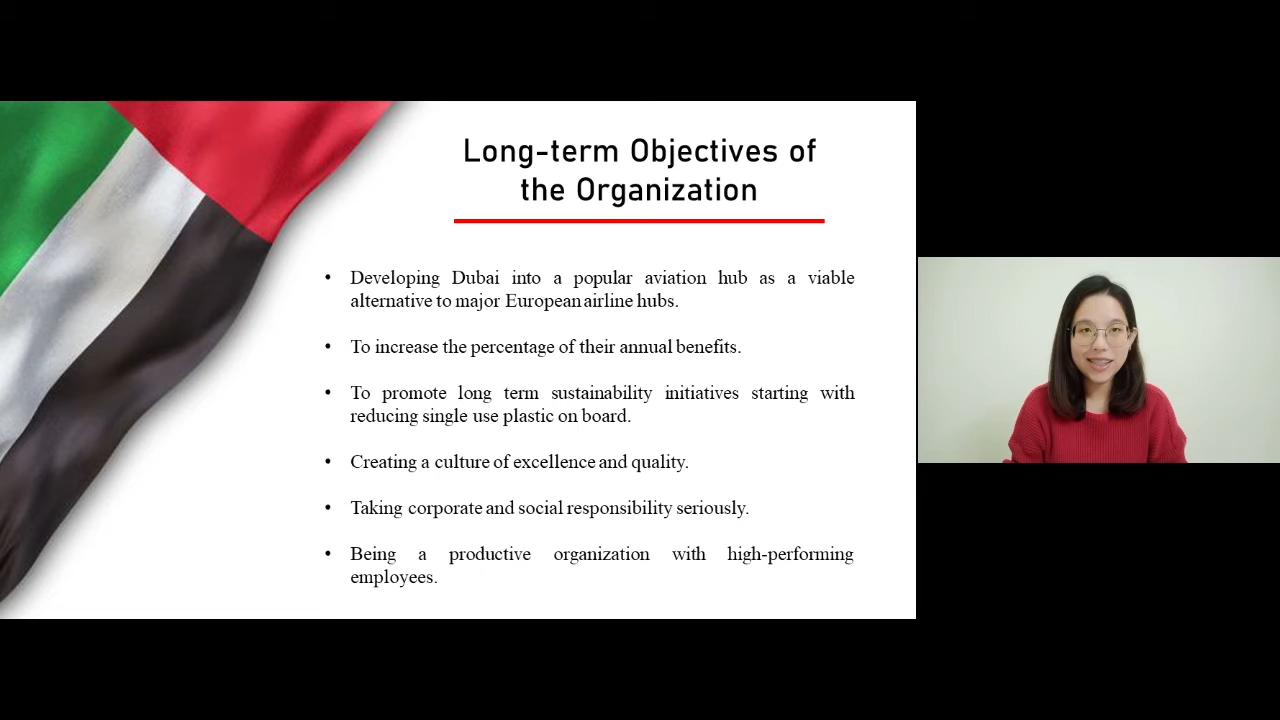 Long-term Objectives of
the Organization
• Developing Dubai into a popular aviation hub as a viable
alternative to major European airline hubs.
• To increase the percentage of their annual benefits.
• To promote long term sustainability initiatives starting with
reducing single use plastic on board.
• Creating a culture of excellence and quality.
• Taking corporate and social responsibility seriously.
• Being a productive organization with high-performing
employees.